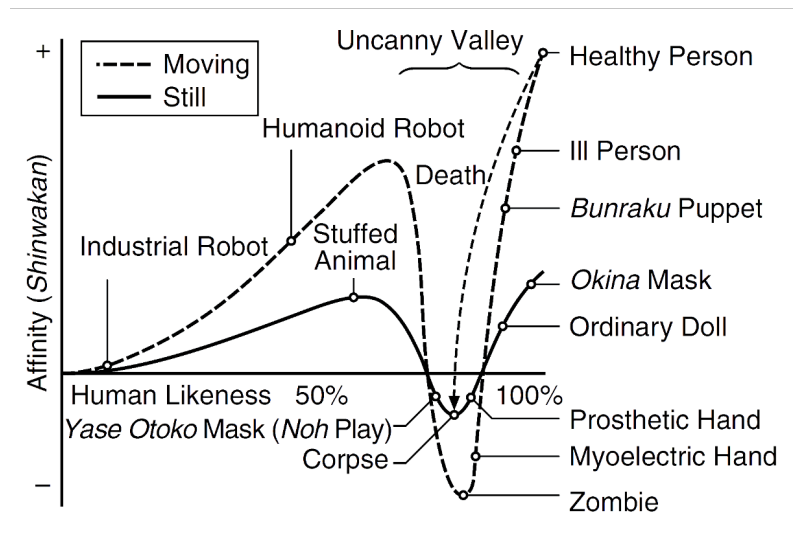 Uncanny Valley
+
Moving
Still
Healthy Person
Humanoid Robot
Ill Person
Death
Bunraku Puppet
Industrial Robot
Stuffed
Animal
Okina Mask
Ordinary Doll
Affinity (Shinwakan)
Human Likeness 50% 100%
Yase Otoko Mask (Noh Play)
Prosthetic Hand
Corpse
Myoelectric Hand
–
Zombie